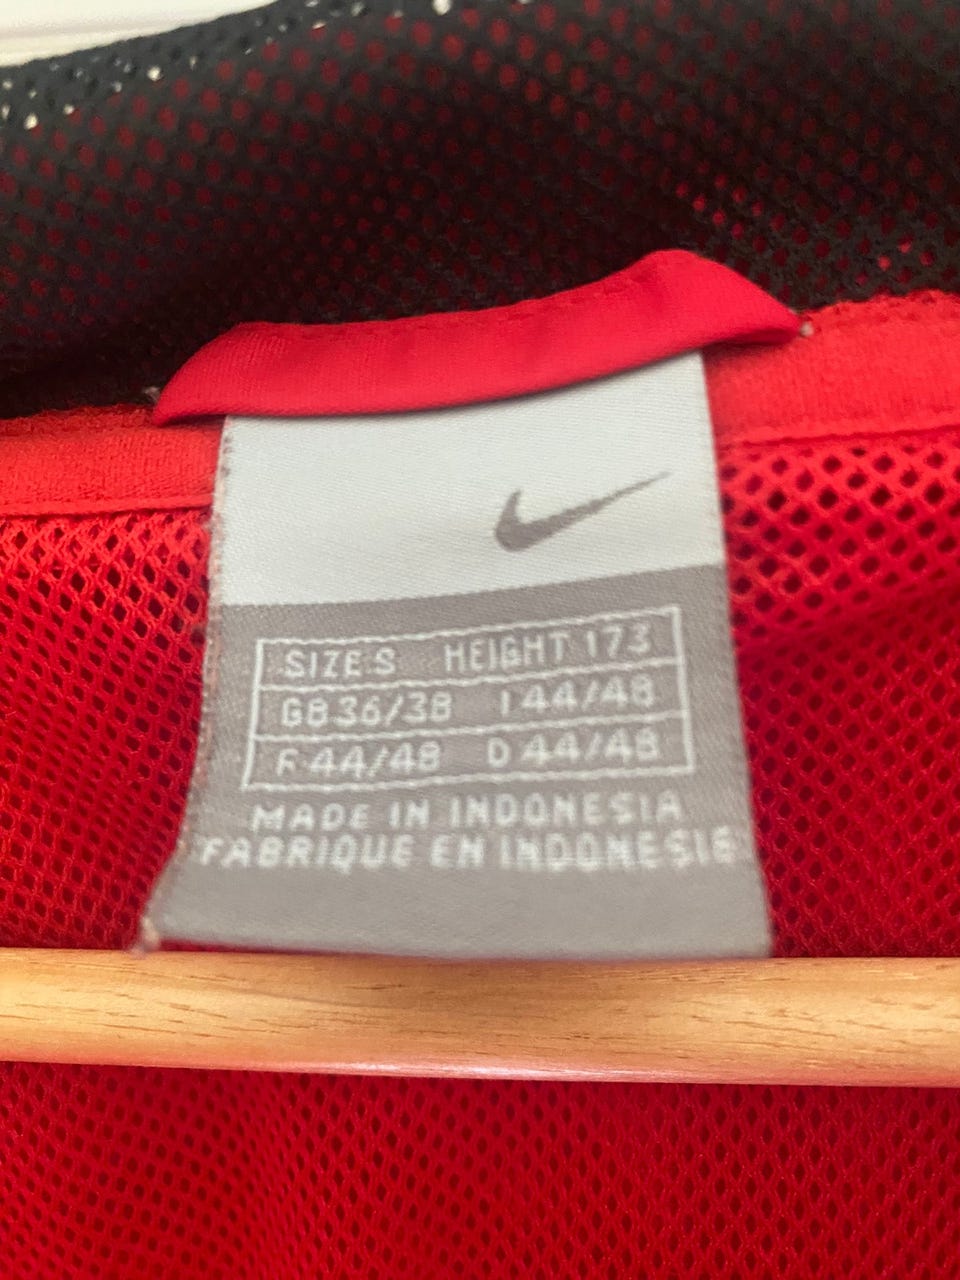 SIZE S HEIGHT 173
GB 36/38 I 44/48
F 44/48 D 44/48
MADE IN INDONESIA
FABRIQUE EN INDONESIE